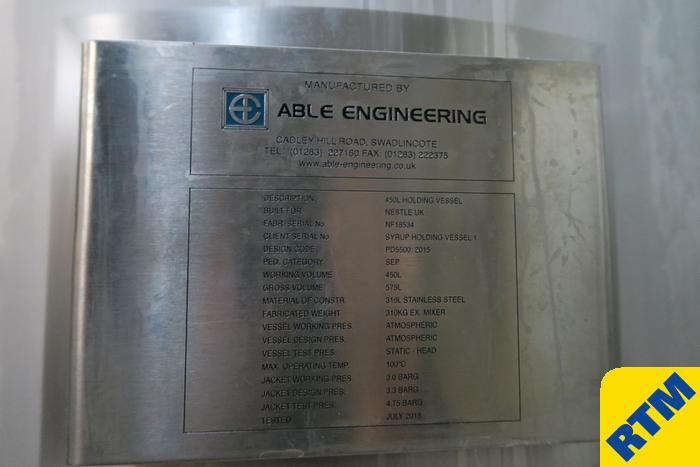 MANUFACTURED BY
ABLE ENGINEERING
CADLEY HILL ROAD, SWADLINCOTE
TEL: (01283) 227160 FAX: (01283) 222375
www.able-engineering.co.uk
DESCRIPTION 450L HOLDING VESSEL
BUILT FOR NESTLE UK
FABR. SERIAL No NF18534
CLIENT SERIAL No SYRUP HOLDING VESSEL 1
DESIGN CODE PD5500: 2015
PED. CATEGORY SEP
WORKING VOLUME 450L
GROSS VOLUME 575L
MATERIAL OF CONSTR 316L STAINLESS STEEL
FABRICATED WEIGHT 310KG EX. MIXER
VESSEL WORKING PRES. ATMOSPHERIC
VESSEL DESIGN PRES. ATMOSPHERIC
VESSEL TEST PRES. STATIC - HEAD
MAX. OPERATING TEMP. 100°C
JACKET WORKING PRES. 3.0 BARG
JACKET DESIGN PRES. 3.3 BARG
JACKET TEST PRES. 4.75 BARG
TESTED JULY 2018
RTM